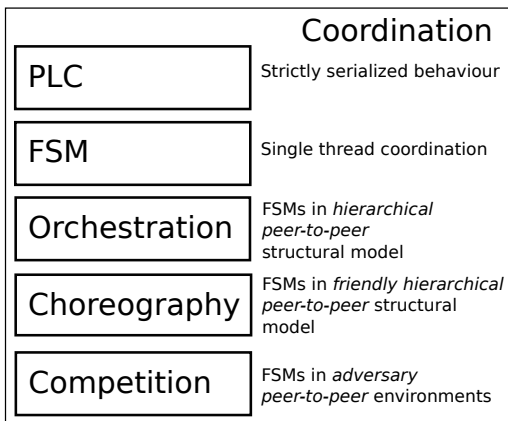 Coordination
PLC
Strictly serialized behaviour
FSM
Single thread coordination
Orchestration
FSMs in hierarchical
peer-to-peer
structural model
Choreography
FSMs in friendly hierarchical
peer-to-peer structural
model
Competition
FSMs in adversary
peer-to-peer environments